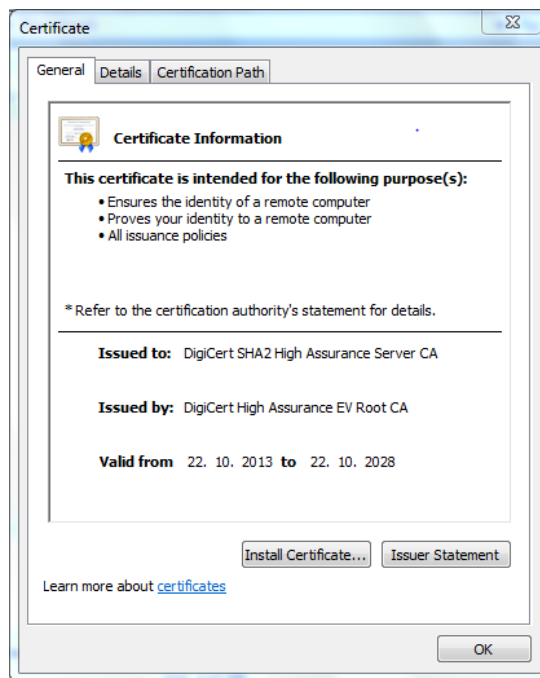 Certificate
General Details Certification Path
Certificate Information
This certificate is intended for the following purpose(s):
• Ensures the identity of a remote computer
• Proves your identity to a remote computer
• All issuance policies
* Refer to the certification authority's statement for details.
Issued to: DigiCert SHA2 High Assurance Server CA
Issued by: DigiCert High Assurance EV Root CA
Valid from 22. 10. 2013 to 22. 10. 2028
Install Certificate... Issuer Statement
Learn more about certificates
OK